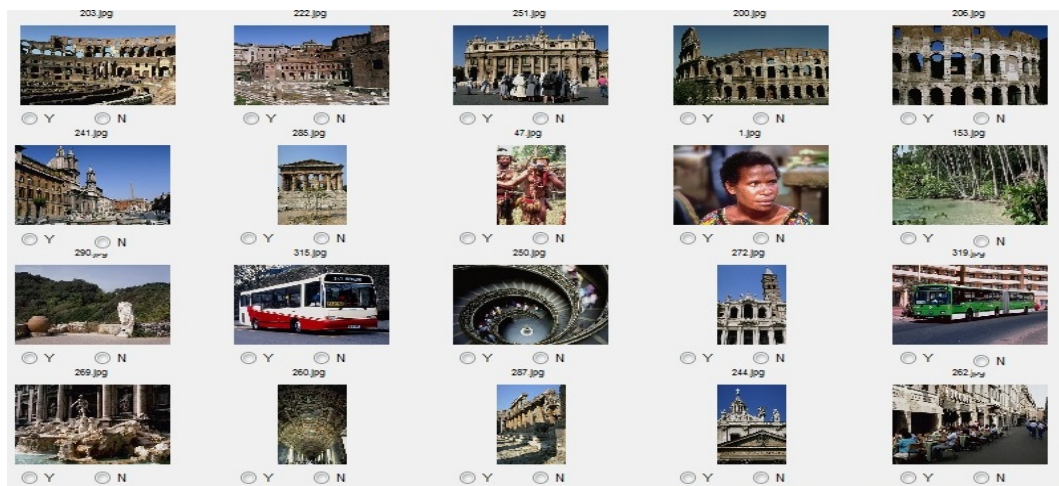 203.jpg 222.jpg 251.jpg 200.jpg 206.jpg
Y N Y N Y N Y N Y N
241.jpg 285.jpg 47.jpg 1.jpg 153.jpg
Y N Y N Y N Y N Y N
290.jpg 315.jpg 250.jpg 272.jpg 319.jpg
Y N Y N Y N Y N Y N
269.jpg 260.jpg 287.jpg 244.jpg 262.jpg
Y N Y N Y N Y N Y N